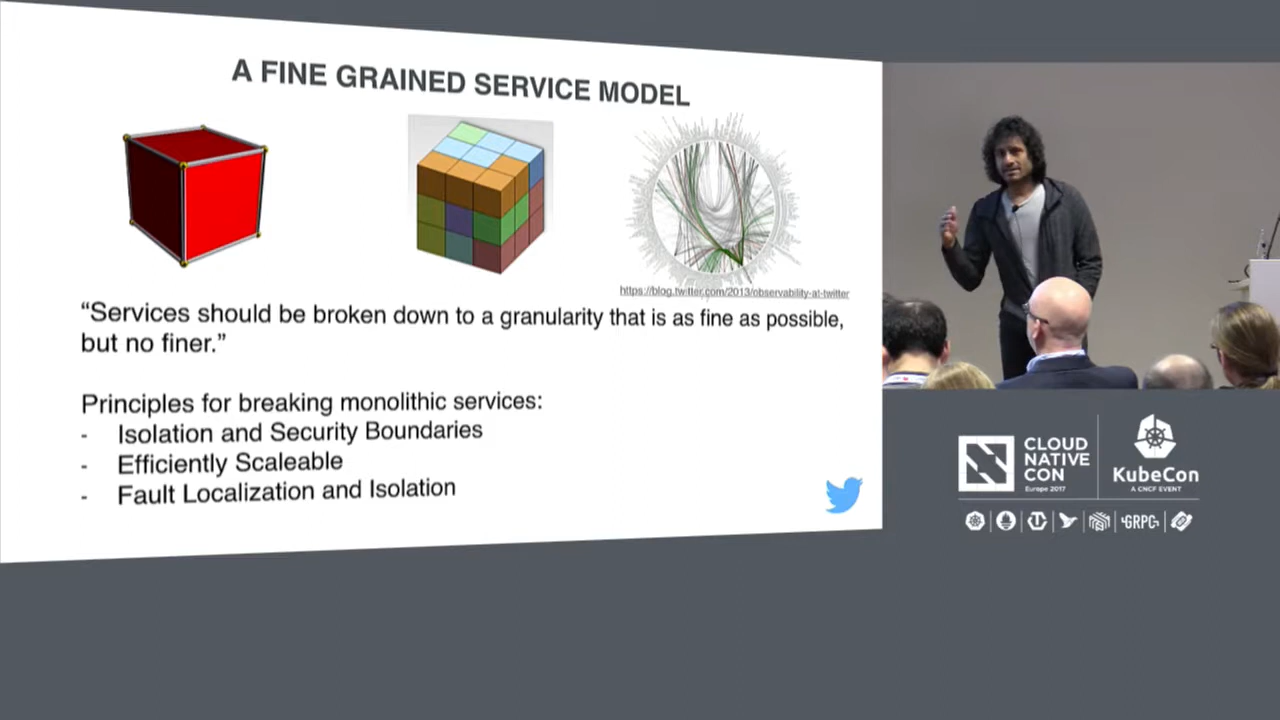 A FINE GRAINED SERVICE MODEL
https://blog.twitter.com/2013/observability-at-twitter
“Services should be broken down to a granularity that is as fine as possible,
but no finer.”
Principles for breaking monolithic services:
- Isolation and Security Boundaries
- Efficiently Scaleable
- Fault Localization and Isolation
CLOUD
NATIVE
CON
Europe 2017
KubeCon
A CNCF EVENT
GRPC